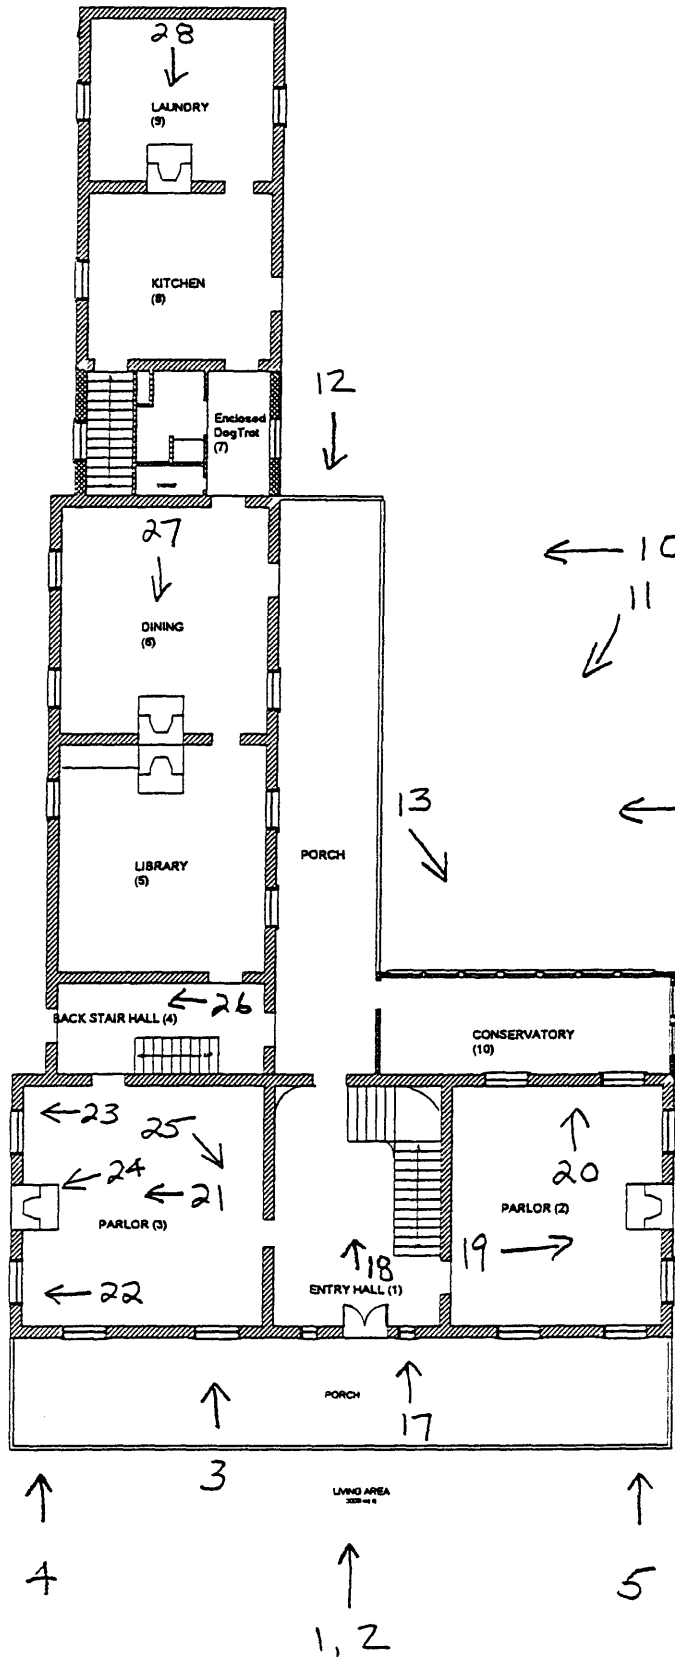 28
LAUNDRY
(9)
KITCHEN
(8)
12
Enclosed
DogTrot
(7)
27
10
11
DINING
(6)
13
PORCH
LIBRARY
(5)
26
BACK STAIR HALL (4)
CONSERVATORY
(10)
23
25
24
21
20
PARLOR (3)
PARLOR (2)
19
18
22
ENTRY HALL (1)
PORCH
17
3
LIVING AREA
4
5
1, 2